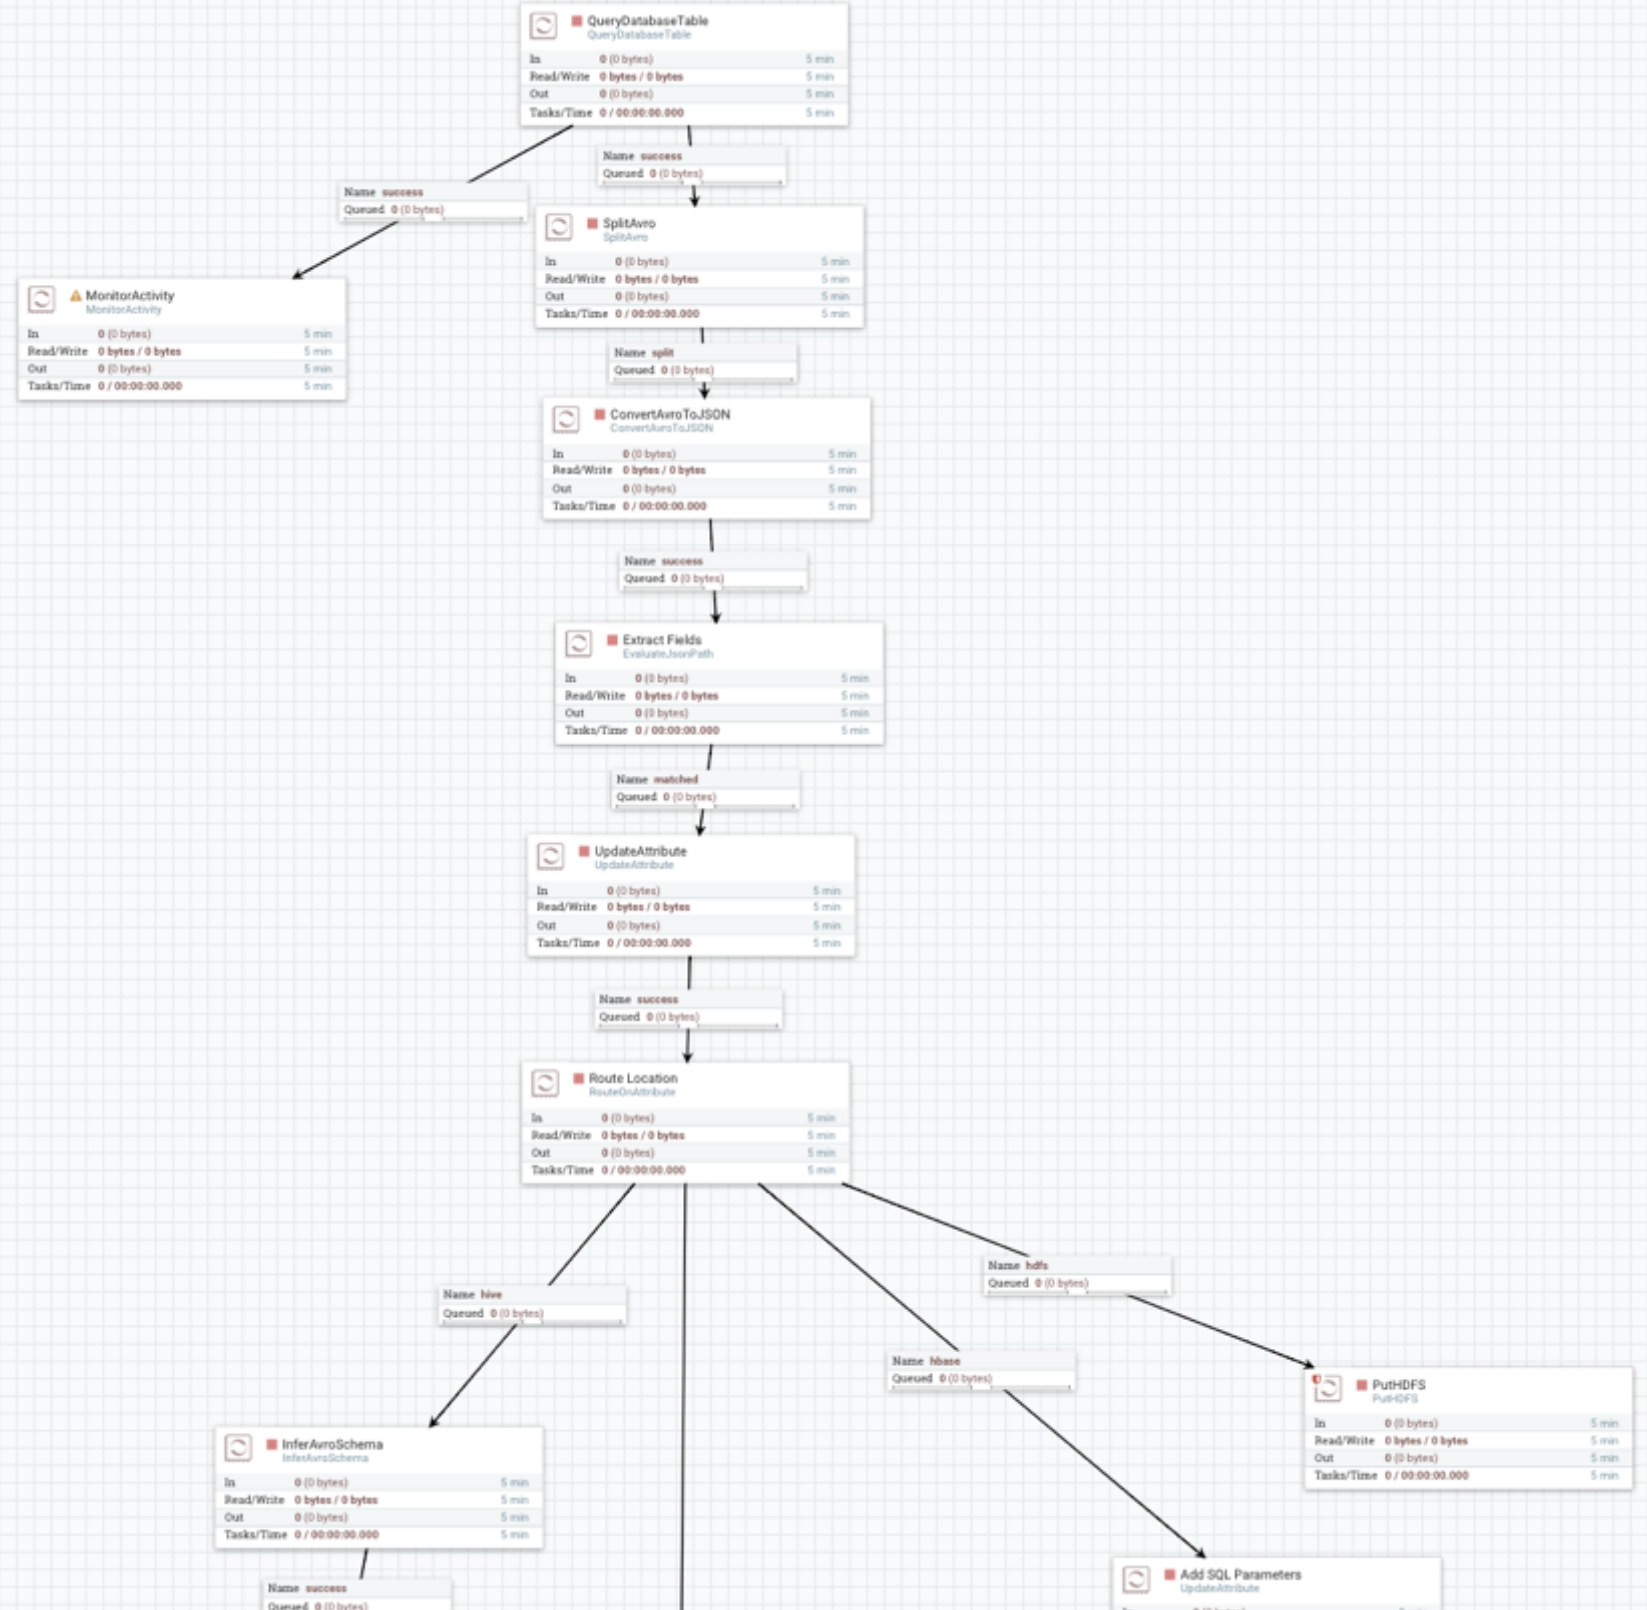 QueryDatabaseTable
QueryDatabaseTable
In 0 (0 bytes) 5 min
Read/Write 0 bytes / 0 bytes 5 min
Out 0 (0 bytes) 5 min
Tasks/Time 0 / 00:00:00.000 5 min
Name success
Queued 0 (0 bytes)
Name success
Queued 0 (0 bytes)
SplitAvro
SplitAvro
In 0 (0 bytes) 5 min
Read/Write 0 bytes / 0 bytes 5 min
Out 0 (0 bytes) 5 min
Tasks/Time 0 / 00:00:00.000 5 min
MonitorActivity
MonitorActivity
In 0 (0 bytes) 5 min
Read/Write 0 bytes / 0 bytes 5 min
Out 0 (0 bytes) 5 min
Tasks/Time 0 / 00:00:00.000 5 min
Name split
Queued 0 (0 bytes)
ConvertAvroToJSON
ConvertAvroToJSON
In 0 (0 bytes) 5 min
Read/Write 0 bytes / 0 bytes 5 min
Out 0 (0 bytes) 5 min
Tasks/Time 0 / 00:00:00.000 5 min
Name success
Queued 0 (0 bytes)
Extract Fields
EvaluateJsonPath
In 0 (0 bytes) 5 min
Read/Write 0 bytes / 0 bytes 5 min
Out 0 (0 bytes) 5 min
Tasks/Time 0 / 00:00:00.000 5 min
Name matched
Queued 0 (0 bytes)
UpdateAttribute
UpdateAttribute
In 0 (0 bytes) 5 min
Read/Write 0 bytes / 0 bytes 5 min
Out 0 (0 bytes) 5 min
Tasks/Time 0 / 00:00:00.000 5 min
Name success
Queued 0 (0 bytes)
Route Location
RouteOnAttribute
In 0 (0 bytes) 5 min
Read/Write 0 bytes / 0 bytes 5 min
Out 0 (0 bytes) 5 min
Tasks/Time 0 / 00:00:00.000 5 min
Name hdfs
Queued 0 (0 bytes)
Name hive
Queued 0 (0 bytes)
Name hbase
Queued 0 (0 bytes)
PutHDFS
PutHDFS
In 0 (0 bytes) 5 min
Read/Write 0 bytes / 0 bytes 5 min
Out 0 (0 bytes) 5 min
Tasks/Time 0 / 00:00:00.000 5 min
InferAvroSchema
InferAvroSchema
In 0 (0 bytes) 5 min
Read/Write 0 bytes / 0 bytes 5 min
Out 0 (0 bytes) 5 min
Tasks/Time 0 / 00:00:00.000 5 min
Name success
Queued 0 (0 bytes)
Add SQL Parameters
UpdateAttribute